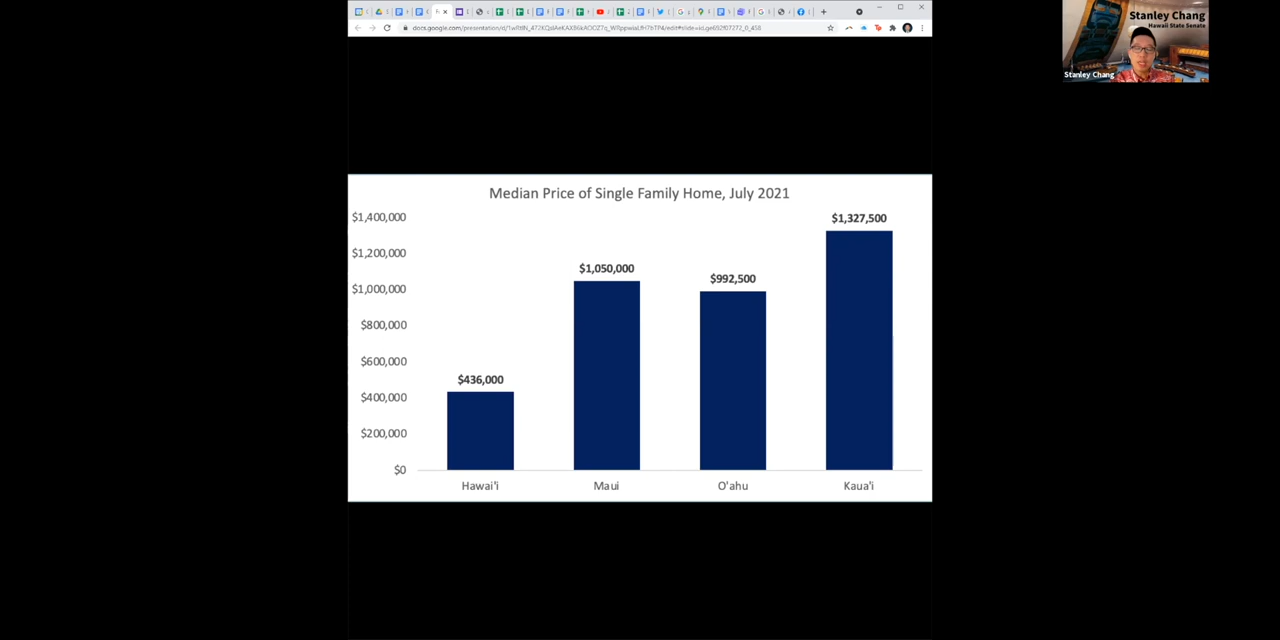 Median Price of Single Family Home, July 2021
$1,400,000
$1,200,000
$1,000,000
$800,000
$600,000
$400,000
$200,000
$0
$436,000
$1,050,000
$992,500
$1,327,500
Hawai'i
Maui
O'ahu
Kaua'i
Stanley Chang
Hawaii State Senate
Stanley Chang